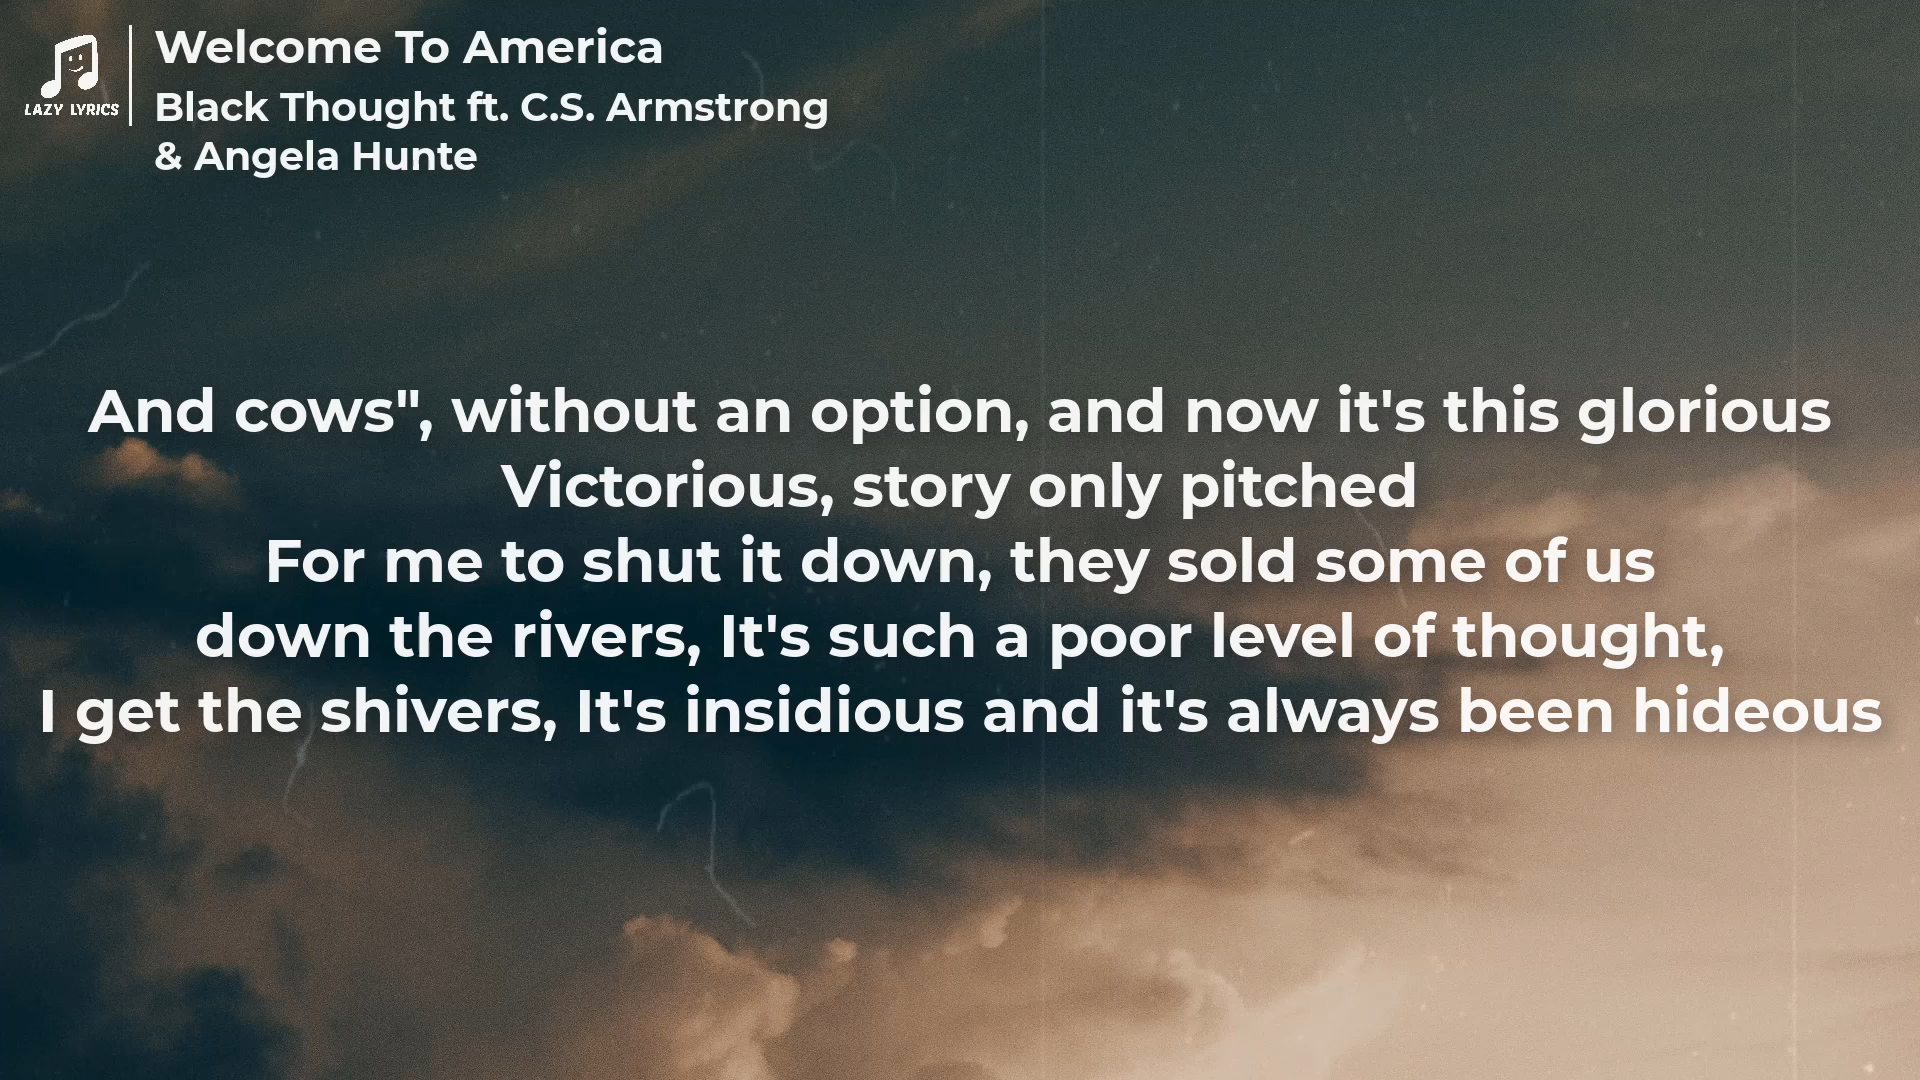 LAZY LYRICS
Welcome To America
Black Thought ft. C.S. Armstrong
& Angela Hunte
And cows", without an option, and now it's this glorious
Victorious, story only pitched
For me to shut it down, they sold some of us
down the rivers, It's such a poor level of thought,
I get the shivers, It's insidious and it's always been hideous